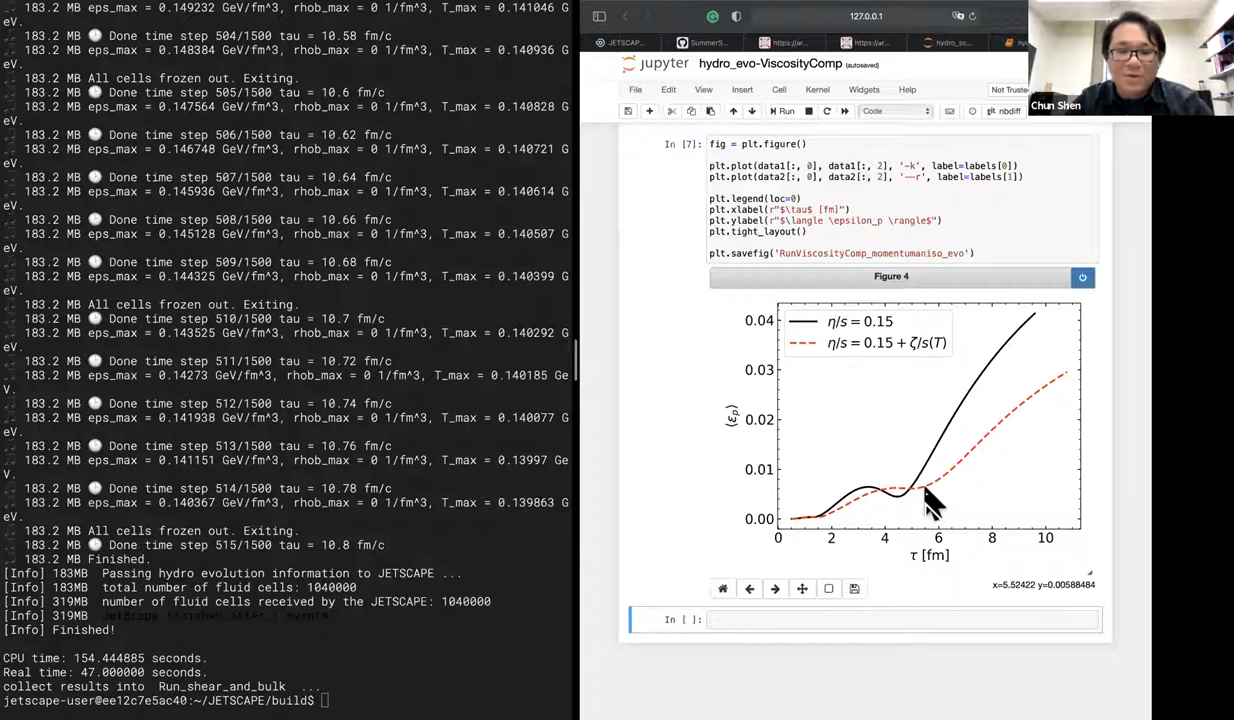 183.2 MB eps_max = 0.149232 GeV/fm^3, rhob_max = 0 1/fm^3, T_max = 0.141046 G
eV.
183.2 MB Done time step 504/1500 tau = 10.58 fm/c
183.2 MB eps_max = 0.148384 GeV/fm^3, rhob_max = 0 1/fm^3, T_max = 0.140936 G
eV.
183.2 MB All cells frozen out. Exiting.
183.2 MB Done time step 505/1500 tau = 10.6 fm/c
183.2 MB eps_max = 0.147564 GeV/fm^3, rhob_max = 0 1/fm^3, T_max = 0.140828 G
eV.
183.2 MB Done time step 506/1500 tau = 10.62 fm/c
183.2 MB eps_max = 0.146748 GeV/fm^3, rhob_max = 0 1/fm^3, T_max = 0.140721 G
eV.
183.2 MB Done time step 507/1500 tau = 10.64 fm/c
183.2 MB eps_max = 0.145936 GeV/fm^3, rhob_max = 0 1/fm^3, T_max = 0.140614 G
eV.
183.2 MB Done time step 508/1500 tau = 10.66 fm/c
183.2 MB eps_max = 0.145128 GeV/fm^3, rhob_max = 0 1/fm^3, T_max = 0.140507 G
eV.
183.2 MB Done time step 509/1500 tau = 10.68 fm/c
183.2 MB eps_max = 0.144325 GeV/fm^3, rhob_max = 0 1/fm^3, T_max = 0.140399 G
eV.
183.2 MB All cells frozen out. Exiting.
183.2 MB Done time step 510/1500 tau = 10.7 fm/c
183.2 MB eps_max = 0.143525 GeV/fm^3, rhob_max = 0 1/fm^3, T_max = 0.140292 G
eV.
183.2 MB Done time step 511/1500 tau = 10.72 fm/c
183.2 MB eps_max = 0.14273 GeV/fm^3, rhob_max = 0 1/fm^3, T_max = 0.140185 Ge
V.
183.2 MB Done time step 512/1500 tau = 10.74 fm/c
183.2 MB eps_max = 0.141938 GeV/fm^3, rhob_max = 0 1/fm^3, T_max = 0.140077 G
eV.
183.2 MB Done time step 513/1500 tau = 10.76 fm/c
183.2 MB eps_max = 0.141151 GeV/fm^3, rhob_max = 0 1/fm^3, T_max = 0.13997 Ge
V.
183.2 MB Done time step 514/1500 tau = 10.78 fm/c
183.2 MB eps_max = 0.140367 GeV/fm^3, rhob_max = 0 1/fm^3, T_max = 0.139863 G
eV.
183.2 MB All cells frozen out. Exiting.
183.2 MB Done time step 515/1500 tau = 10.8 fm/c
183.2 MB Finished.
[Info] 183MB Passing hydro evolution information to JETSCAPE ...
[Info] 183MB total number of fluid cells: 1040000
[Info] 319MB number of fluid cells received by the JETSCAPE: 1040000
[Info] 319MB JetScape finished after 1 events
[Info] Finished!
CPU time: 154.444885 seconds.
Real time: 47.000000 seconds.
collect results into Run_shear_and_bulk ...
jetscape-user@ee12c7e5ac40:~/JETSCAPE/build$
127.0.0.1
JETSCAP... SummerS... https://ar... https://ar... hydro_se...
jupyter hydro_evo-ViscosityComp (autosaved)
File Edit View Insert Cell Kernel Widgets Help Not Truste
Run Code nbdiff
Chun Shen
In [7]: fig = plt.figure()
plt.plot(data1[:, 0], data1[:, 2], '-k', label=labels[0])
plt.plot(data2[:, 0], data2[:, 2], '--r', label=labels[1])
plt.legend(loc=0)
plt.xlabel(r"$\tau$ [fm]")
plt.ylabel(r"$\langle \epsilon_p \rangle$")
plt.tight_layout()
plt.savefig('RunViscosityComp_momentumaniso_evo')
Figure 4
η/s = 0.15
η/s = 0.15 + ζ/s(T)
0.04
0.03
0.02
0.01
0.00
⟨εp⟩
0 2 4 6 8 10
τ [fm]
x=5.52422 y=0.00588484
In [ ]: